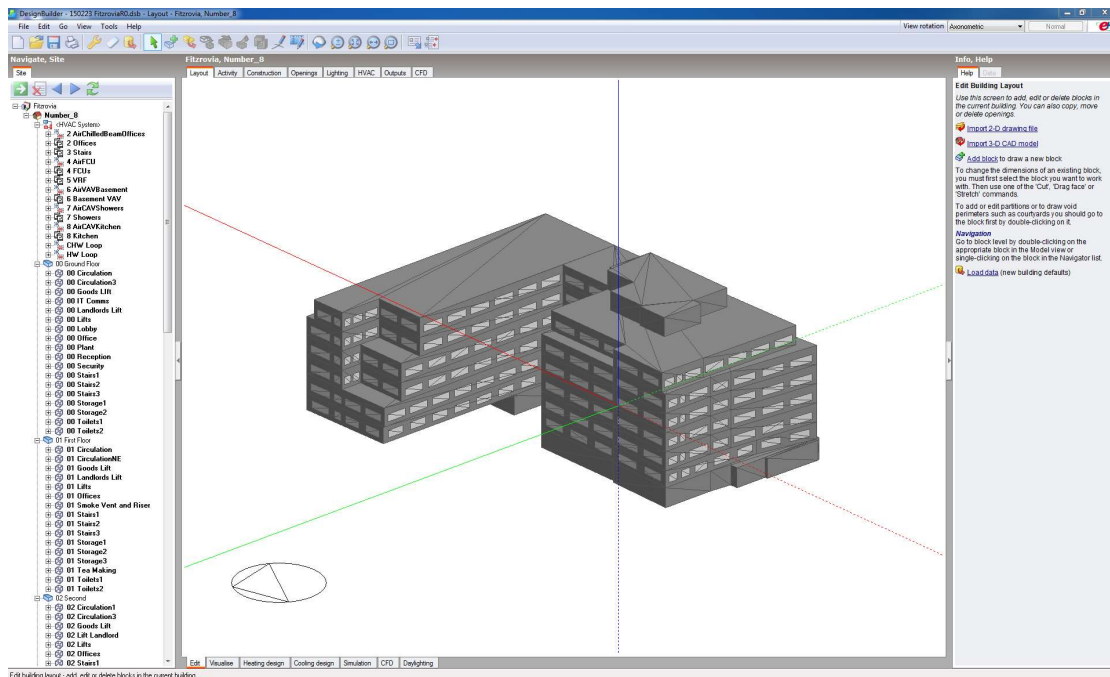 DesignBuilder - 150223 FitzroviaR0.dsb - Layout - Fitzrovia, Number_8
File Edit Go View Tools Help
View rotation Axonometric Normal
Navigate, Site
Fitzrovia, Number_8
Info, Help
Site
Layout Activity Construction Openings Lighting HVAC Outputs CFD
Help Data
Fitzrovia
Number_8
<HVAC System>
2 AirChilledBeamOffices
2 Offices
3 Stairs
4 AirFCU
4 FCUs
5 VRF
6 AirVAVBasement
6 Basement VAV
7 AirCAVShowers
7 Showers
8 AirCAVKitchen
8 Kitchen
CHW Loop
HW Loop
00 Ground Floor
00 Circulation
00 Circulation3
00 Goods LIft
00 IT Comms
00 Landlords Lift
00 Lifts
00 Lobby
00 Office
00 Plant
00 Reception
00 Security
00 Stairs1
00 Stairs2
00 Stairs3
00 Storage1
00 Storage2
00 Toilets1
00 Toilets2
01 First Floor
01 Circulation
01 CirculationNE
01 Goods Lift
01 Landlords Lift
01 Lifts
01 Offices
01 Smoke Vent and Riser
01 Stairs1
01 Stairs2
01 Stairs3
01 Storage1
01 Storage2
01 Storage3
01 Tea Making
01 Toilets1
01 Toilets2
02 Second
02 Circulation1
02 Circulation3
02 Goods Lift
02 Lift Landlord
02 Lifts
02 Offices
02 Stairs1
Edit Building Layout
Use this screen to add, edit or delete blocks in
the current building. You can also copy, move
or delete openings.
Import 2-D drawing file
Import 3-D CAD model
Add block to draw a new block
To change the dimensions of an existing block,
you must first select the block you want to work
with. Then use one of the 'Cut', 'Drag face' or
'Stretch' commands.
To add or edit partitions or to draw void
perimeters such as courtyards you should go to
the block first by double-clicking on it.
Navigation
Go to block level by double-clicking on the
appropriate block in the Model view or
single-clicking on the block in the Navigator list.
Load data (new building defaults)
Edit Visualise Heating design Cooling design Simulation CFD Daylighting
Edit building layout - add, edit or delete blocks in the current building